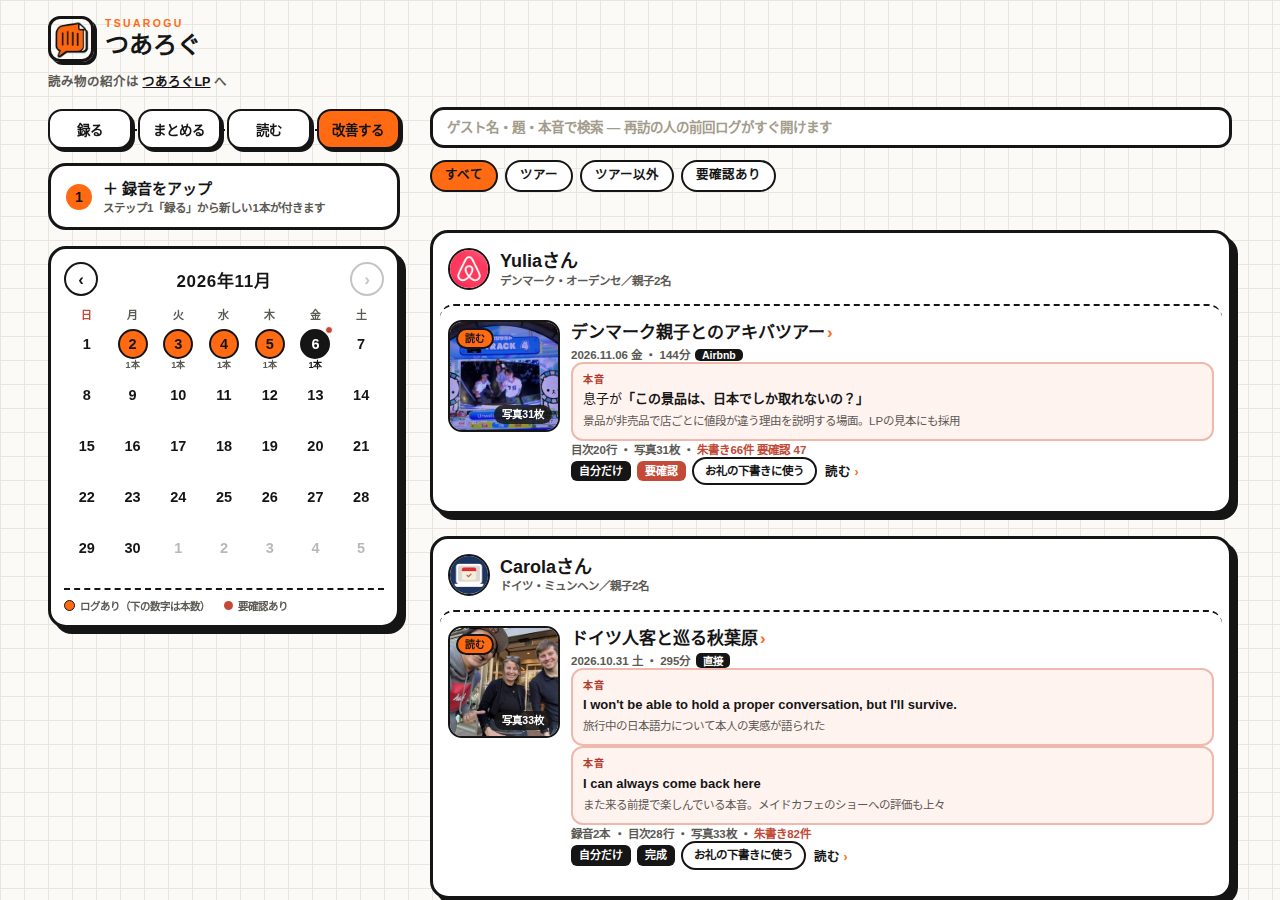 TSUAROGU
つあろぐ
読み物の紹介は つあろぐLP へ
録る
まとめる
読む
改善する
1
＋ 録音をアップ
ステップ1「録る」から新しい1本が付きます
‹ 2026年11月 ›
日 月 火 水 木 金 土
1 2 3 4 5 6 7
1本 1本 1本 1本 1本
8 9 10 11 12 13 14
15 16 17 18 19 20 21
22 23 24 25 26 27 28
29 30 1 2 3 4 5
ログあり（下の数字は本数） 要確認あり
ゲスト名・題・本音で検索 — 再訪の人の前回ログがすぐ開けます
すべて ツアー ツアー以外 要確認あり
Yuliaさん
デンマーク・オーデンセ／親子2名
読む
RACK 4
写真31枚
デンマーク親子とのアキバツアー›
2026.11.06 金 ・ 144分 Airbnb
本音
息子が「この景品は、日本でしか取れないの？」
景品が非売品で店ごとに値段が違う理由を説明する場面。LPの見本にも採用
目次20行 ・ 写真31枚 ・ 朱書き66件 要確認 47
自分だけ 要確認 お礼の下書きに使う 読む ›
Carolaさん
ドイツ・ミュンヘン／親子2名
読む
写真33枚
ドイツ人客と巡る秋葉原›
2026.10.31 土 ・ 295分 直接
本音
I won't be able to hold a proper conversation, but I'll survive.
旅行中の日本語力について本人の実感が語られた
本音
I can always come back here
また来る前提で楽しんでいる本音。メイドカフェのショーへの評価も上々
録音2本 ・ 目次28行 ・ 写真33枚 ・ 朱書き82件
自分だけ 完成 お礼の下書きに使う 読む ›